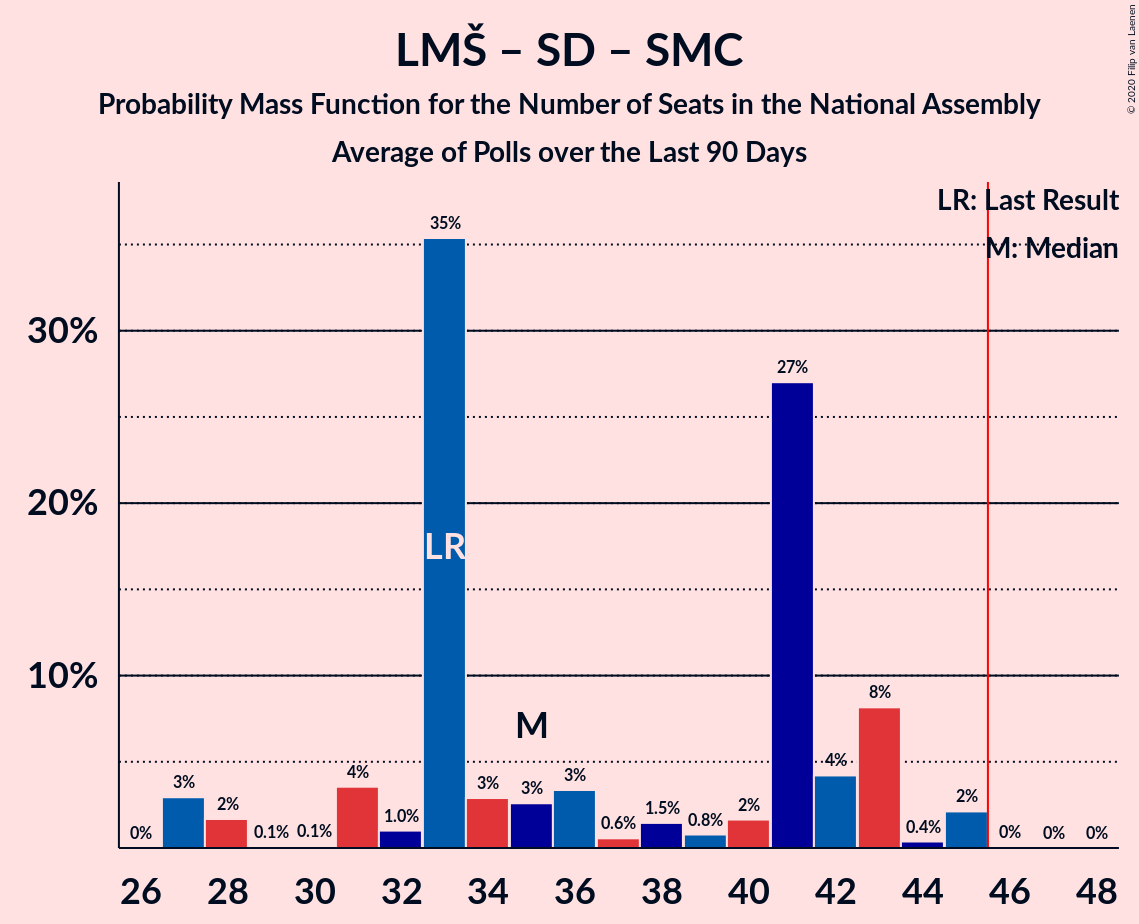 LMŠ – SD – SMC
Probability Mass Function for the Number of Seats in the National Assembly
Average of Polls over the Last 90 Days
© 2020 Filip van Laenen
LR: Last Result
M: Median
30%
20%
10%
0%
3%
2%
0.1%
0.1%
4%
1.0%
35%
LR
3%
M
3%
3%
0.6%
1.5%
0.8%
2%
27%
4%
8%
0.4%
2%
0%
0%
0%
26 28 30 32 34 36 38 40 42 44 46 48